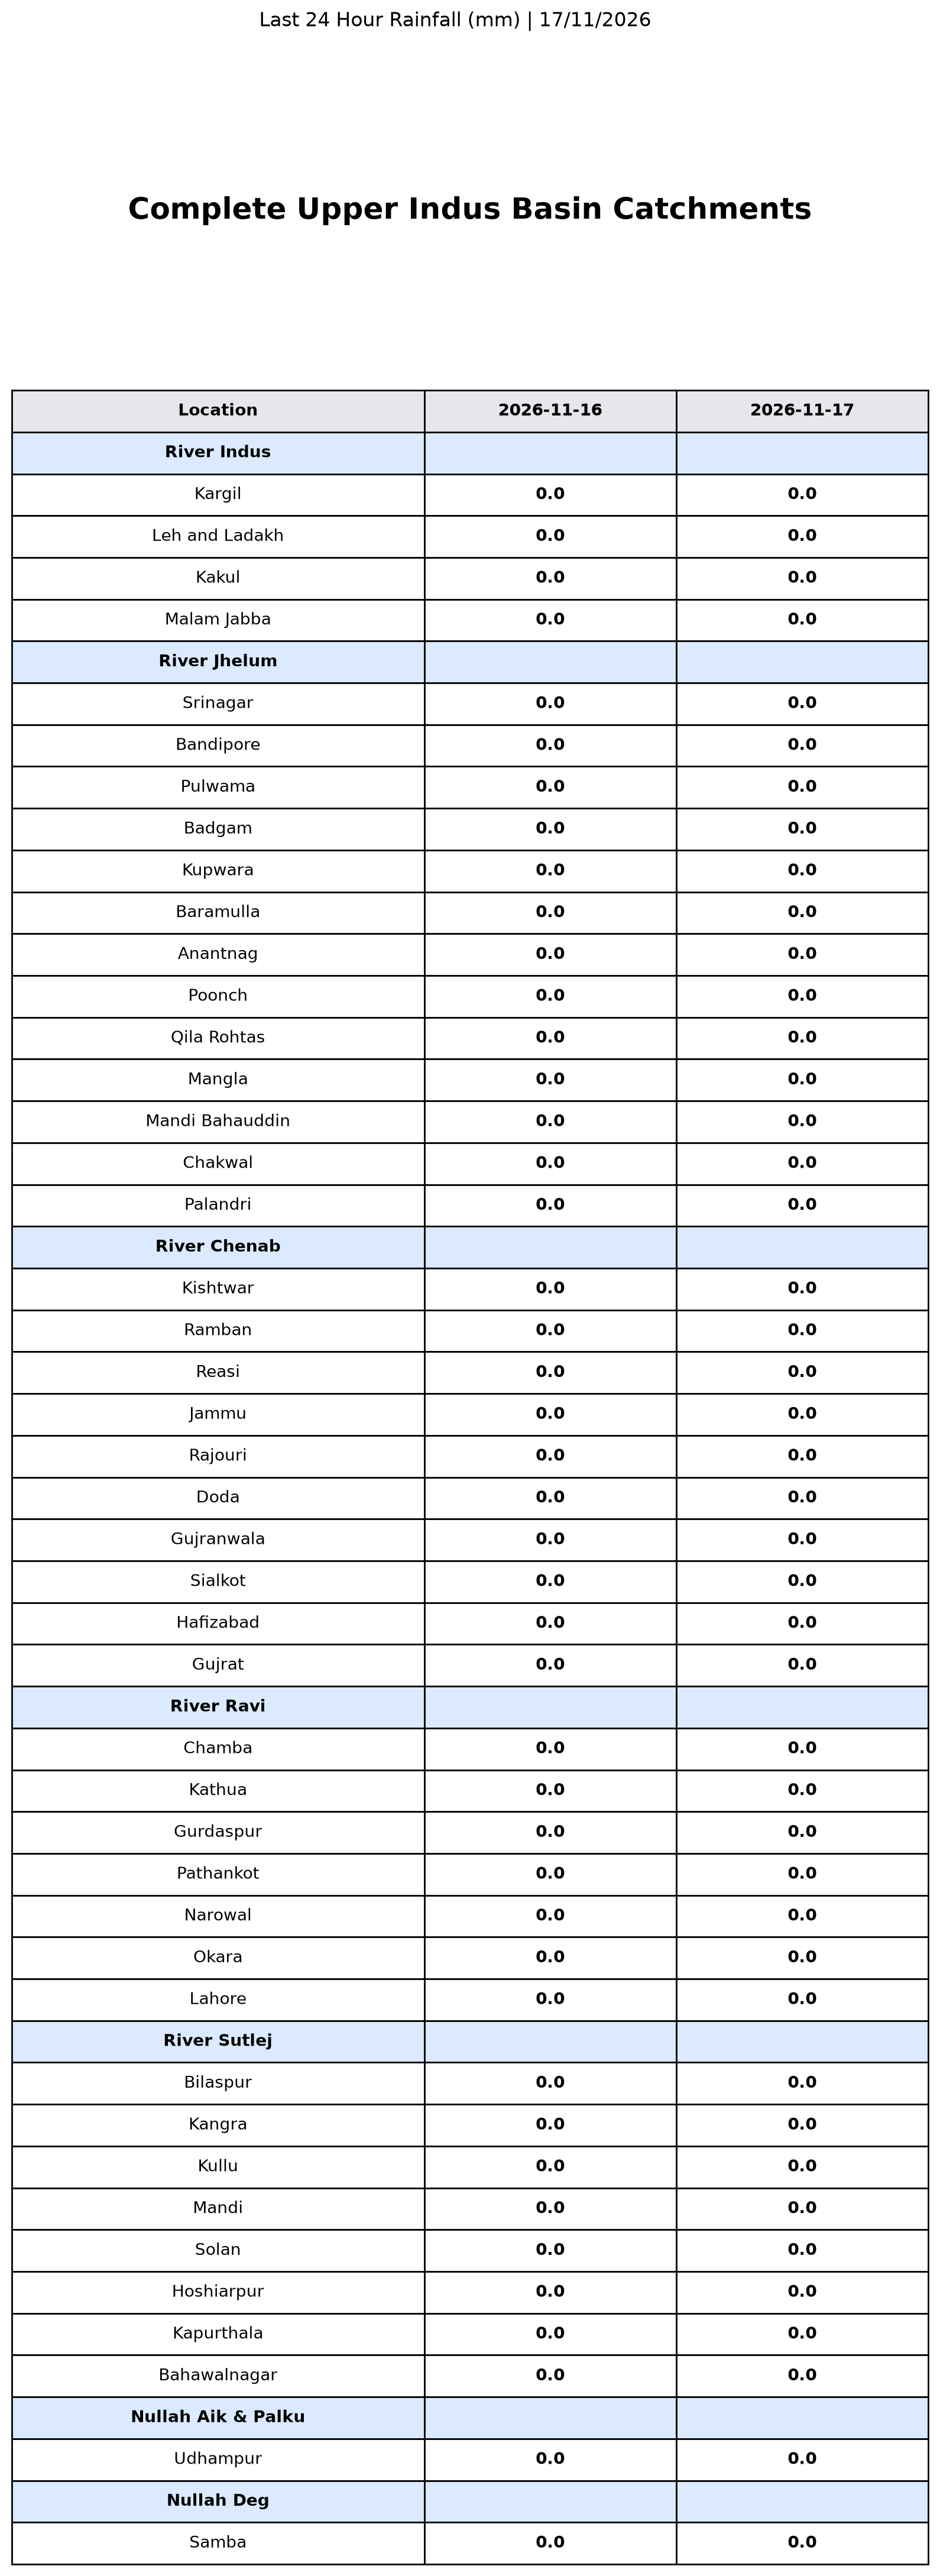 Last 24 Hour Rainfall (mm) | 17/11/2026
Complete Upper Indus Basin Catchments
Location 2026-11-16 2026-11-17
River Indus
Kargil 0.0 0.0
Leh and Ladakh 0.0 0.0
Kakul 0.0 0.0
Malam Jabba 0.0 0.0
River Jhelum
Srinagar 0.0 0.0
Bandipore 0.0 0.0
Pulwama 0.0 0.0
Badgam 0.0 0.0
Kupwara 0.0 0.0
Baramulla 0.0 0.0
Anantnag 0.0 0.0
Poonch 0.0 0.0
Qila Rohtas 0.0 0.0
Mangla 0.0 0.0
Mandi Bahauddin 0.0 0.0
Chakwal 0.0 0.0
Palandri 0.0 0.0
River Chenab
Kishtwar 0.0 0.0
Ramban 0.0 0.0
Reasi 0.0 0.0
Jammu 0.0 0.0
Rajouri 0.0 0.0
Doda 0.0 0.0
Gujranwala 0.0 0.0
Sialkot 0.0 0.0
Hafizabad 0.0 0.0
Gujrat 0.0 0.0
River Ravi
Chamba 0.0 0.0
Kathua 0.0 0.0
Gurdaspur 0.0 0.0
Pathankot 0.0 0.0
Narowal 0.0 0.0
Okara 0.0 0.0
Lahore 0.0 0.0
River Sutlej
Bilaspur 0.0 0.0
Kangra 0.0 0.0
Kullu 0.0 0.0
Mandi 0.0 0.0
Solan 0.0 0.0
Hoshiarpur 0.0 0.0
Kapurthala 0.0 0.0
Bahawalnagar 0.0 0.0
Nullah Aik & Palku
Udhampur 0.0 0.0
Nullah Deg
Samba 0.0 0.0